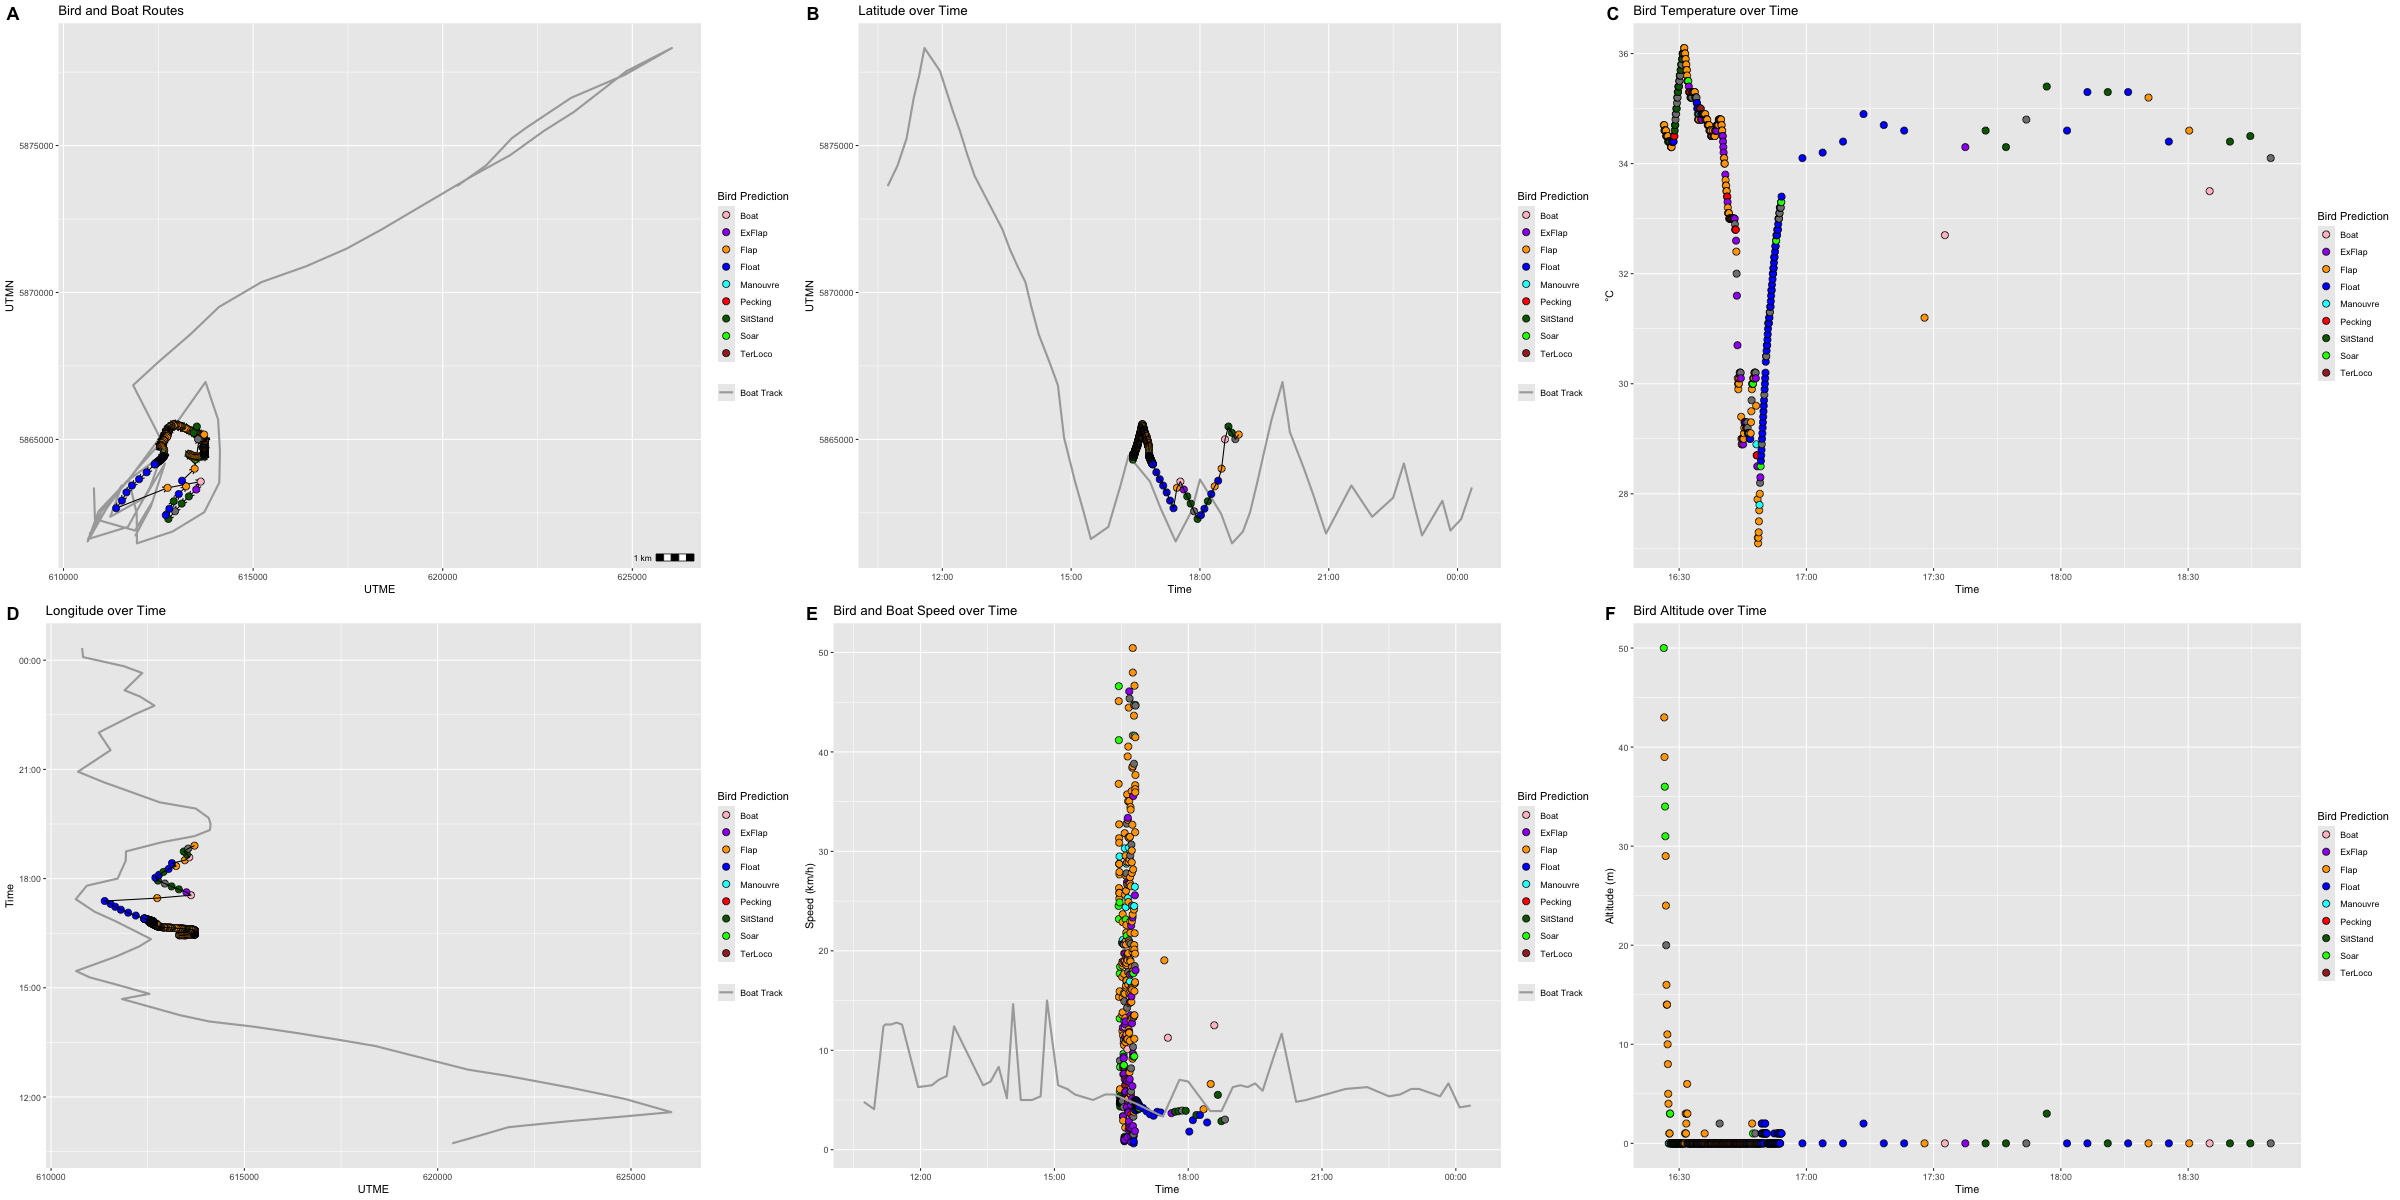 A
Bird and Boat Routes
5875000
5870000
5865000
UTMN
610000
615000
620000
625000
UTME
1 km
Bird Prediction
Boat
ExFlap
Flap
Float
Manouvre
Pecking
SitStand
Soar
TerLoco
Boat Track
B
Latitude over Time
5875000
5870000
5865000
UTMN
12:00
15:00
18:00
21:00
00:00
Time
Bird Prediction
Boat
ExFlap
Flap
Float
Manouvre
Pecking
SitStand
Soar
TerLoco
Boat Track
C
Bird Temperature over Time
36
34
32
30
28
°C
16:30
17:00
17:30
18:00
18:30
Time
Bird Prediction
Boat
ExFlap
Flap
Float
Manouvre
Pecking
SitStand
Soar
TerLoco
D
Longitude over Time
00:00
21:00
18:00
15:00
12:00
Time
610000
615000
620000
625000
UTME
Bird Prediction
Boat
ExFlap
Flap
Float
Manouvre
Pecking
SitStand
Soar
TerLoco
Boat Track
E
Bird and Boat Speed over Time
50
40
30
20
10
0
Speed (km/h)
12:00
15:00
18:00
21:00
00:00
Time
Bird Prediction
Boat
ExFlap
Flap
Float
Manouvre
Pecking
SitStand
Soar
TerLoco
Boat Track
F
Bird Altitude over Time
50
40
30
20
10
0
Altitude (m)
16:30
17:00
17:30
18:00
18:30
Time
Bird Prediction
Boat
ExFlap
Flap
Float
Manouvre
Pecking
SitStand
Soar
TerLoco